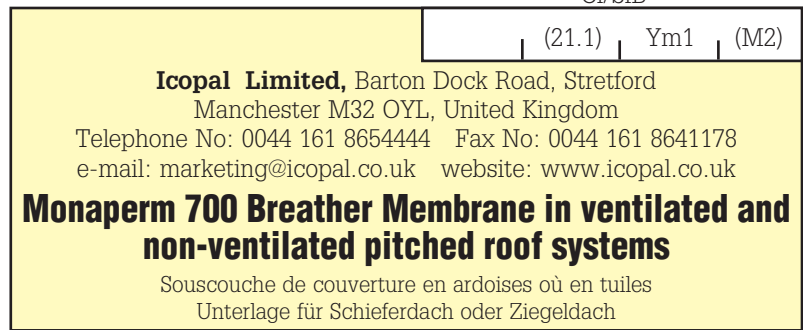 (21.1) Ym1 (M2)
Icopal Limited, Barton Dock Road, Stretford
Manchester M32 OYL, United Kingdom
Telephone No: 0044 161 8654444 Fax No: 0044 161 8641178
e-mail: marketing@icopal.co.uk website: www.icopal.co.uk
Monaperm 700 Breather Membrane in ventilated and
non-ventilated pitched roof systems
Souscouche de couverture en ardoises où en tuiles
Unterlage für Schieferdach oder Ziegeldach